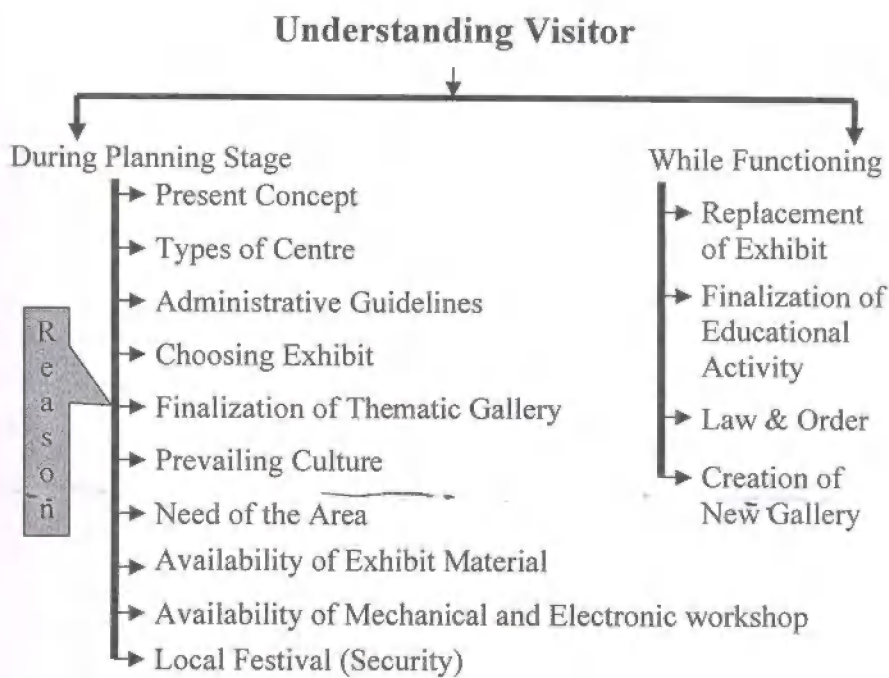 Understanding Visitor
During Planning Stage
Present Concept
Types of Centre
Administrative Guidelines
Choosing Exhibit
Finalization of Thematic Gallery
Prevailing Culture
Need of the Area
Availability of Exhibit Material
Availability of Mechanical and Electronic workshop
Local Festival (Security)
Reason
While Functioning
Replacement
of Exhibit
Finalization of
Educational
Activity
Law & Order
Creation of
New Gallery